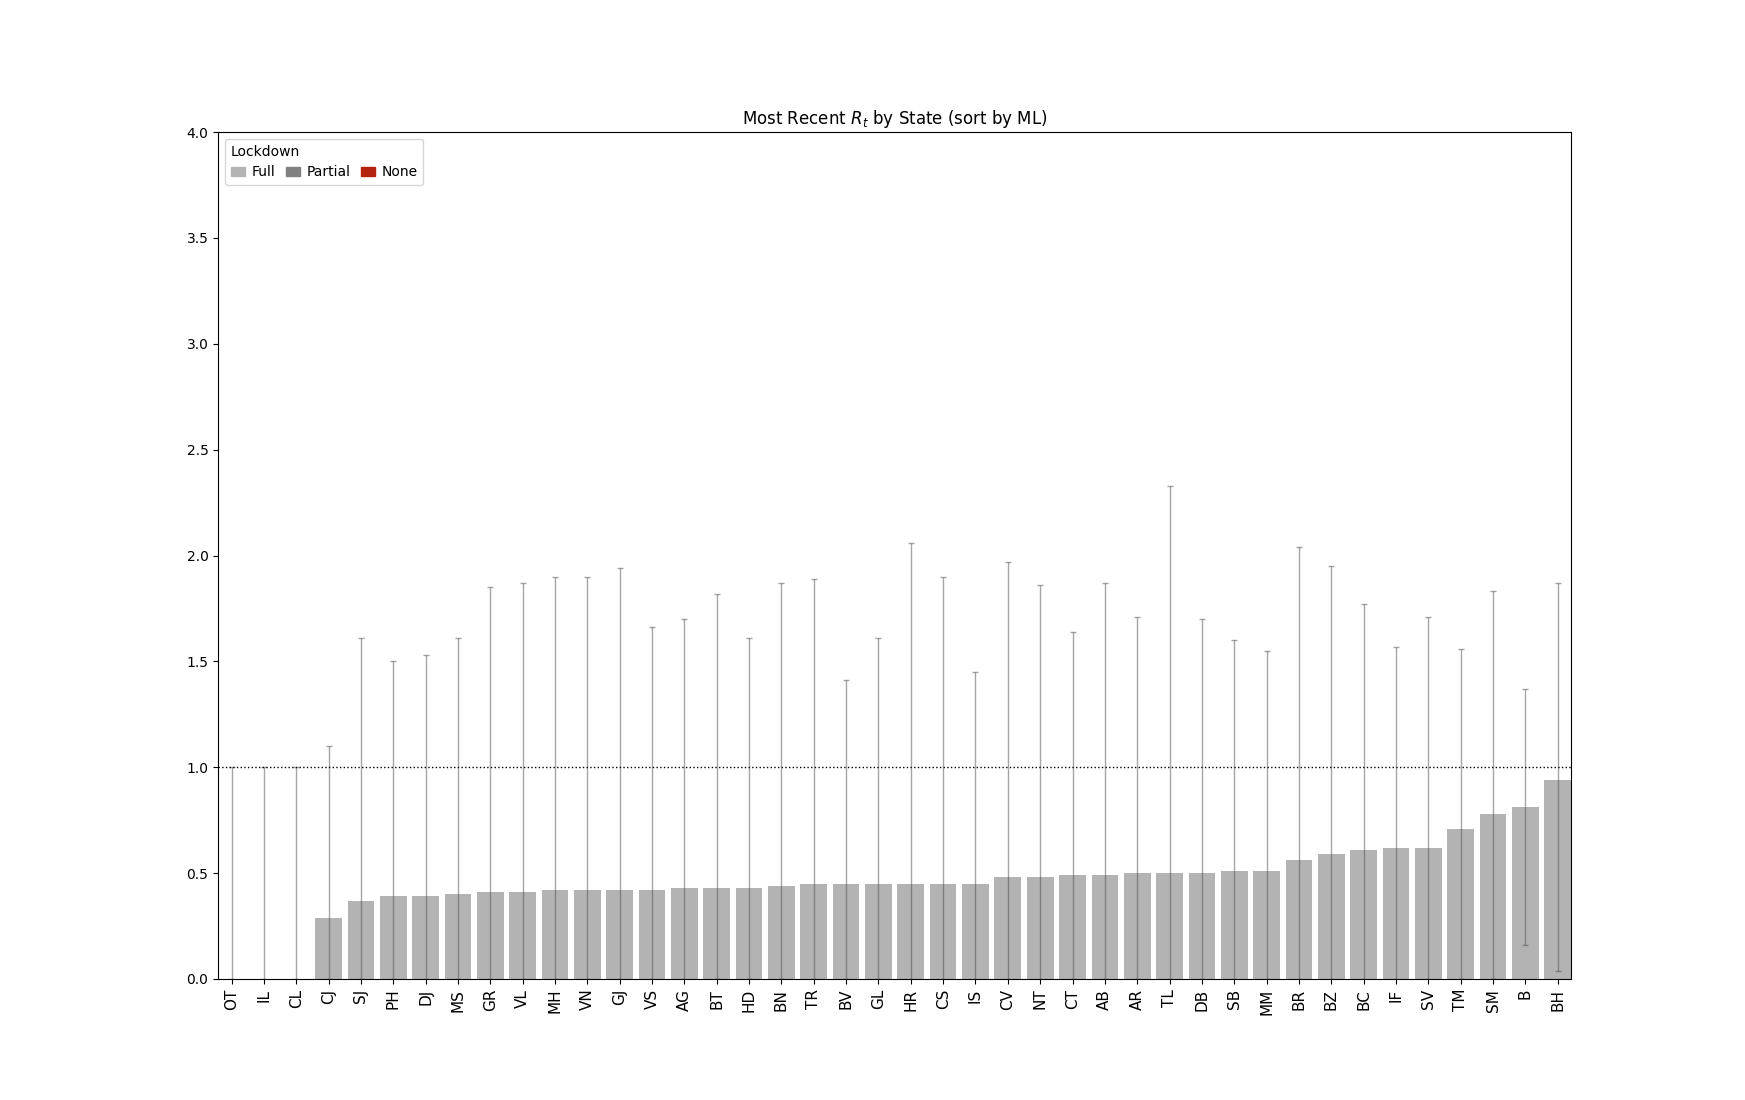 Most Recent R_t by State (sort by ML)
Lockdown
Full Partial None
4.0
3.5
3.0
2.5
2.0
1.5
1.0
0.5
0.0
OT IL CL CJ SJ PH DJ MS GR VL MH VN GJ VS AG BT HD BN TR BV GL HR CS IS CV NT CT AB AR TL DB SB MM BR BZ BC IF SV TM SM B BH